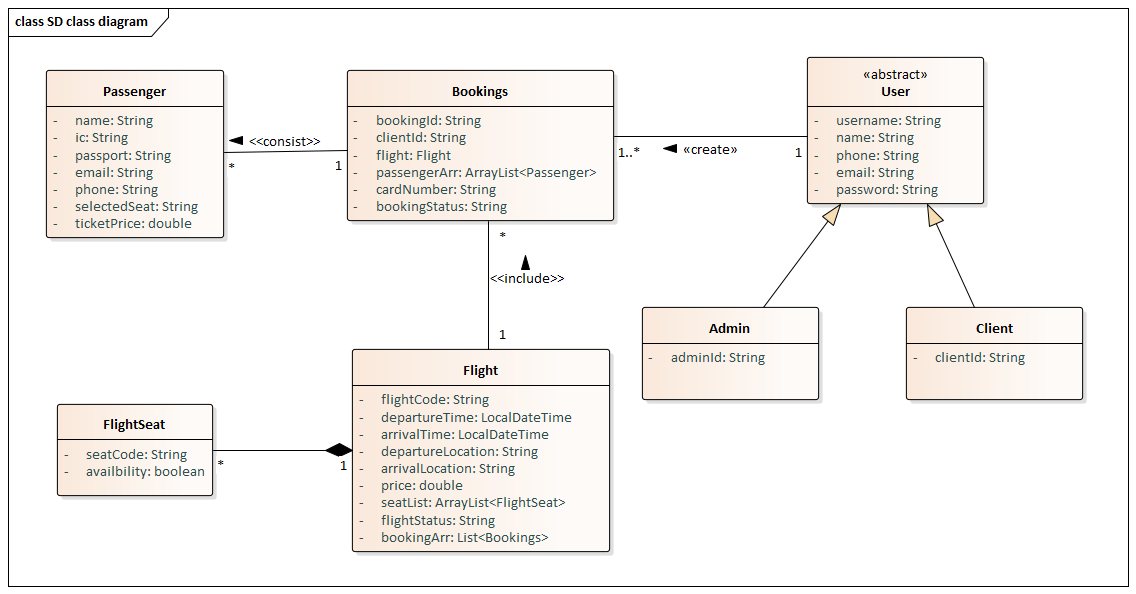 class SD class diagram
Passenger
- name: String
- ic: String
- passport: String
- email: String
- phone: String
- selectedSeat: String
- ticketPrice: double
<<consist>>
*
1
Bookings
- bookingId: String
- clientId: String
- flight: Flight
- passengerArr: ArrayList<Passenger>
- cardNumber: String
- bookingStatus: String
1..*
«create»
1
«abstract»
User
- username: String
- name: String
- phone: String
- email: String
- password: String
*
<<include>>
1
Admin
- adminId: String
Client
- clientId: String
Flight
- flightCode: String
- departureTime: LocalDateTime
- arrivalTime: LocalDateTime
- departureLocation: String
- arrivalLocation: String
- price: double
- seatList: ArrayList<FlightSeat>
- flightStatus: String
- bookingArr: List<Bookings>
FlightSeat
- seatCode: String
- availbility: boolean
*
1